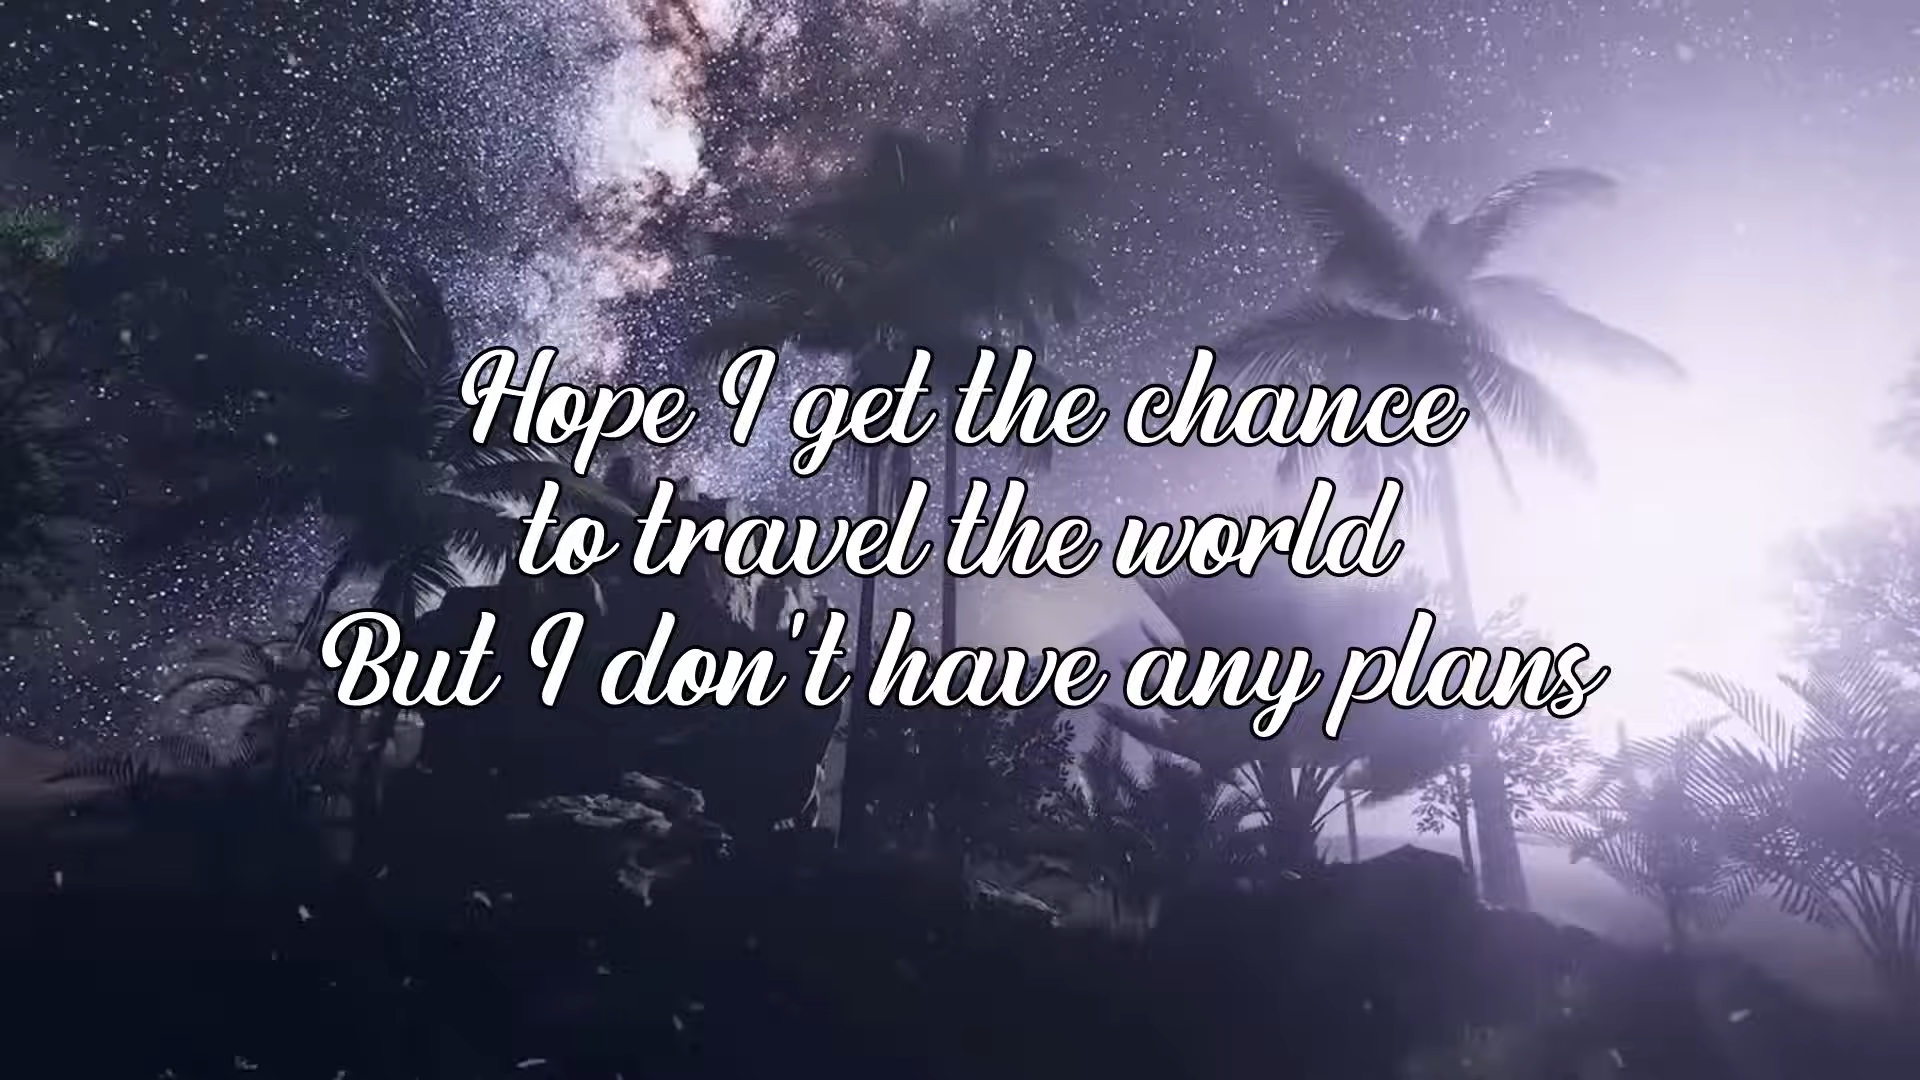 Hope I get the chance
to travel the world
But I don't have any plans